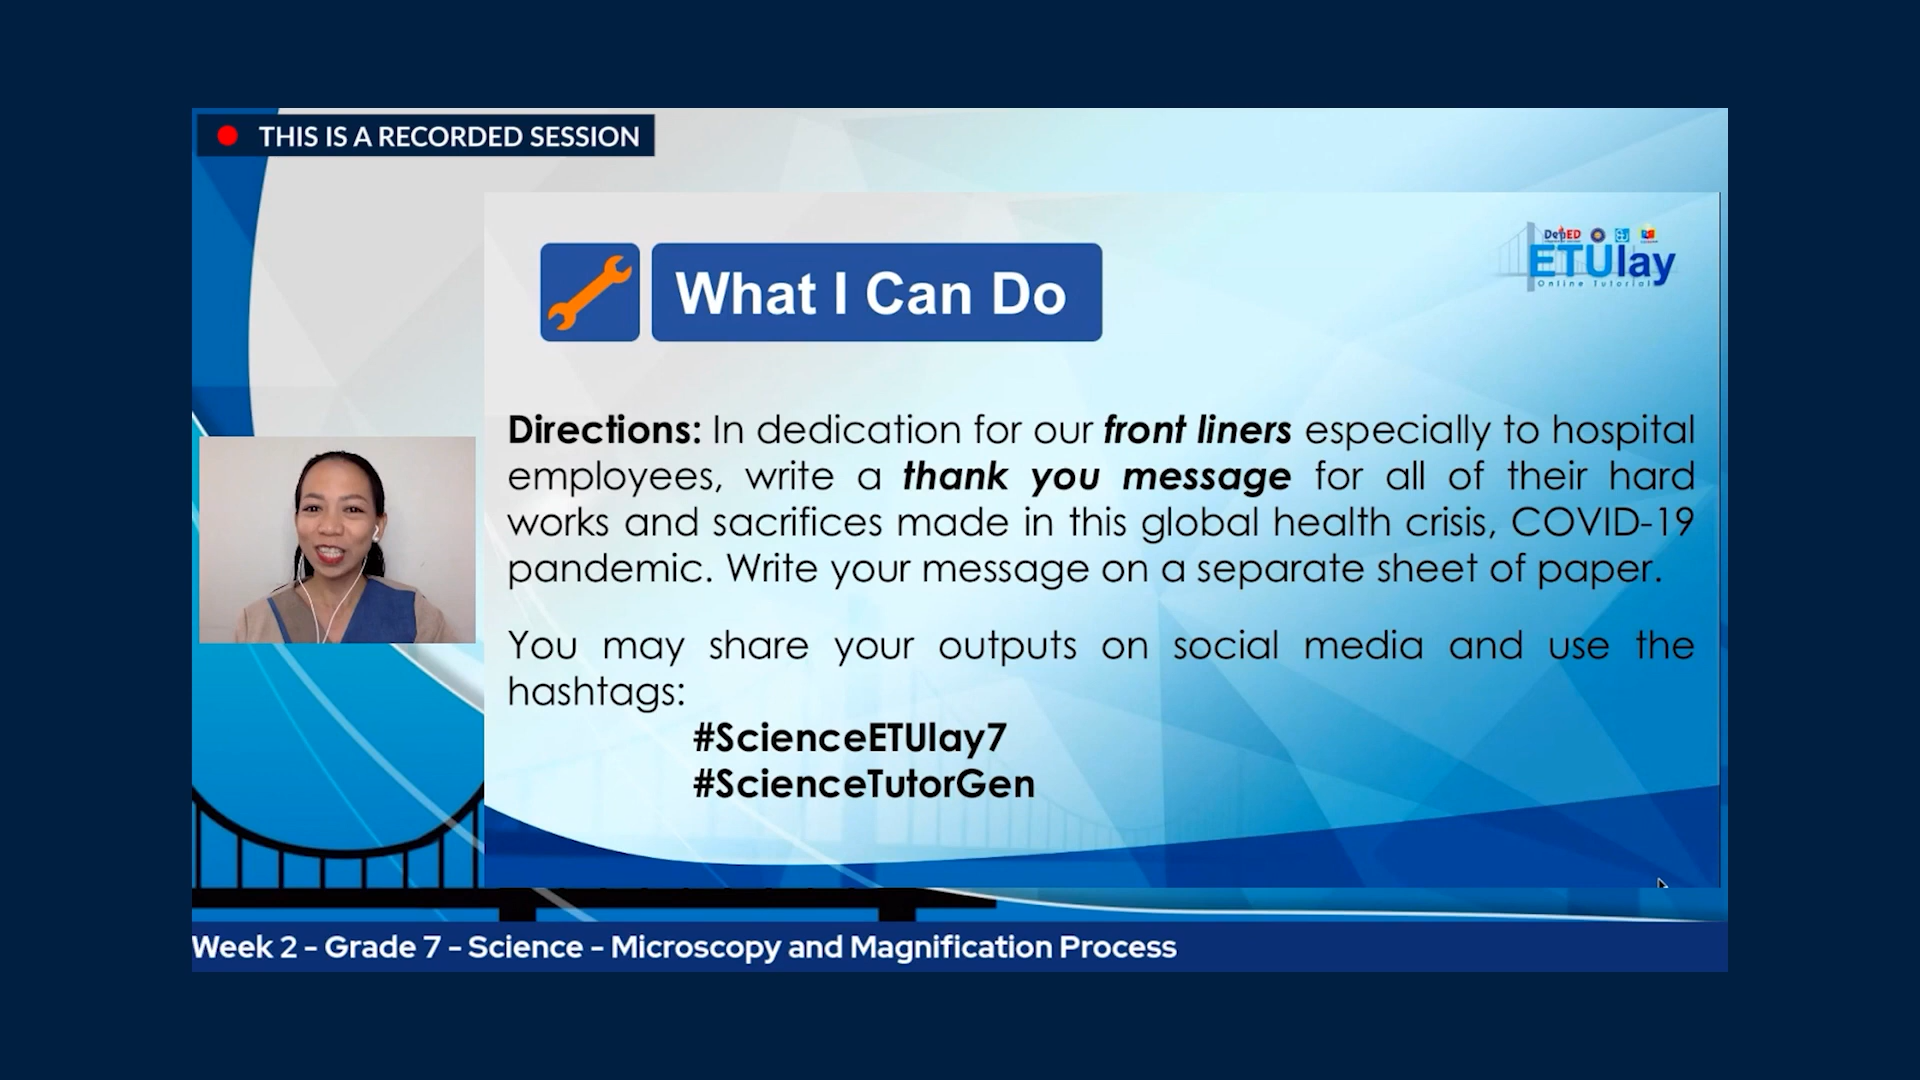 THIS IS A RECORDED SESSION
DepED
ETUlay
Online Tutorial
What I Can Do
Directions: In dedication for our front liners especially to hospital
employees, write a thank you message for all of their hard
works and sacrifices made in this global health crisis, COVID-19
pandemic. Write your message on a separate sheet of paper.
You may share your outputs on social media and use the
hashtags:
#ScienceETUlay7
#ScienceTutorGen
Week 2 - Grade 7 - Science - Microscopy and Magnification Process